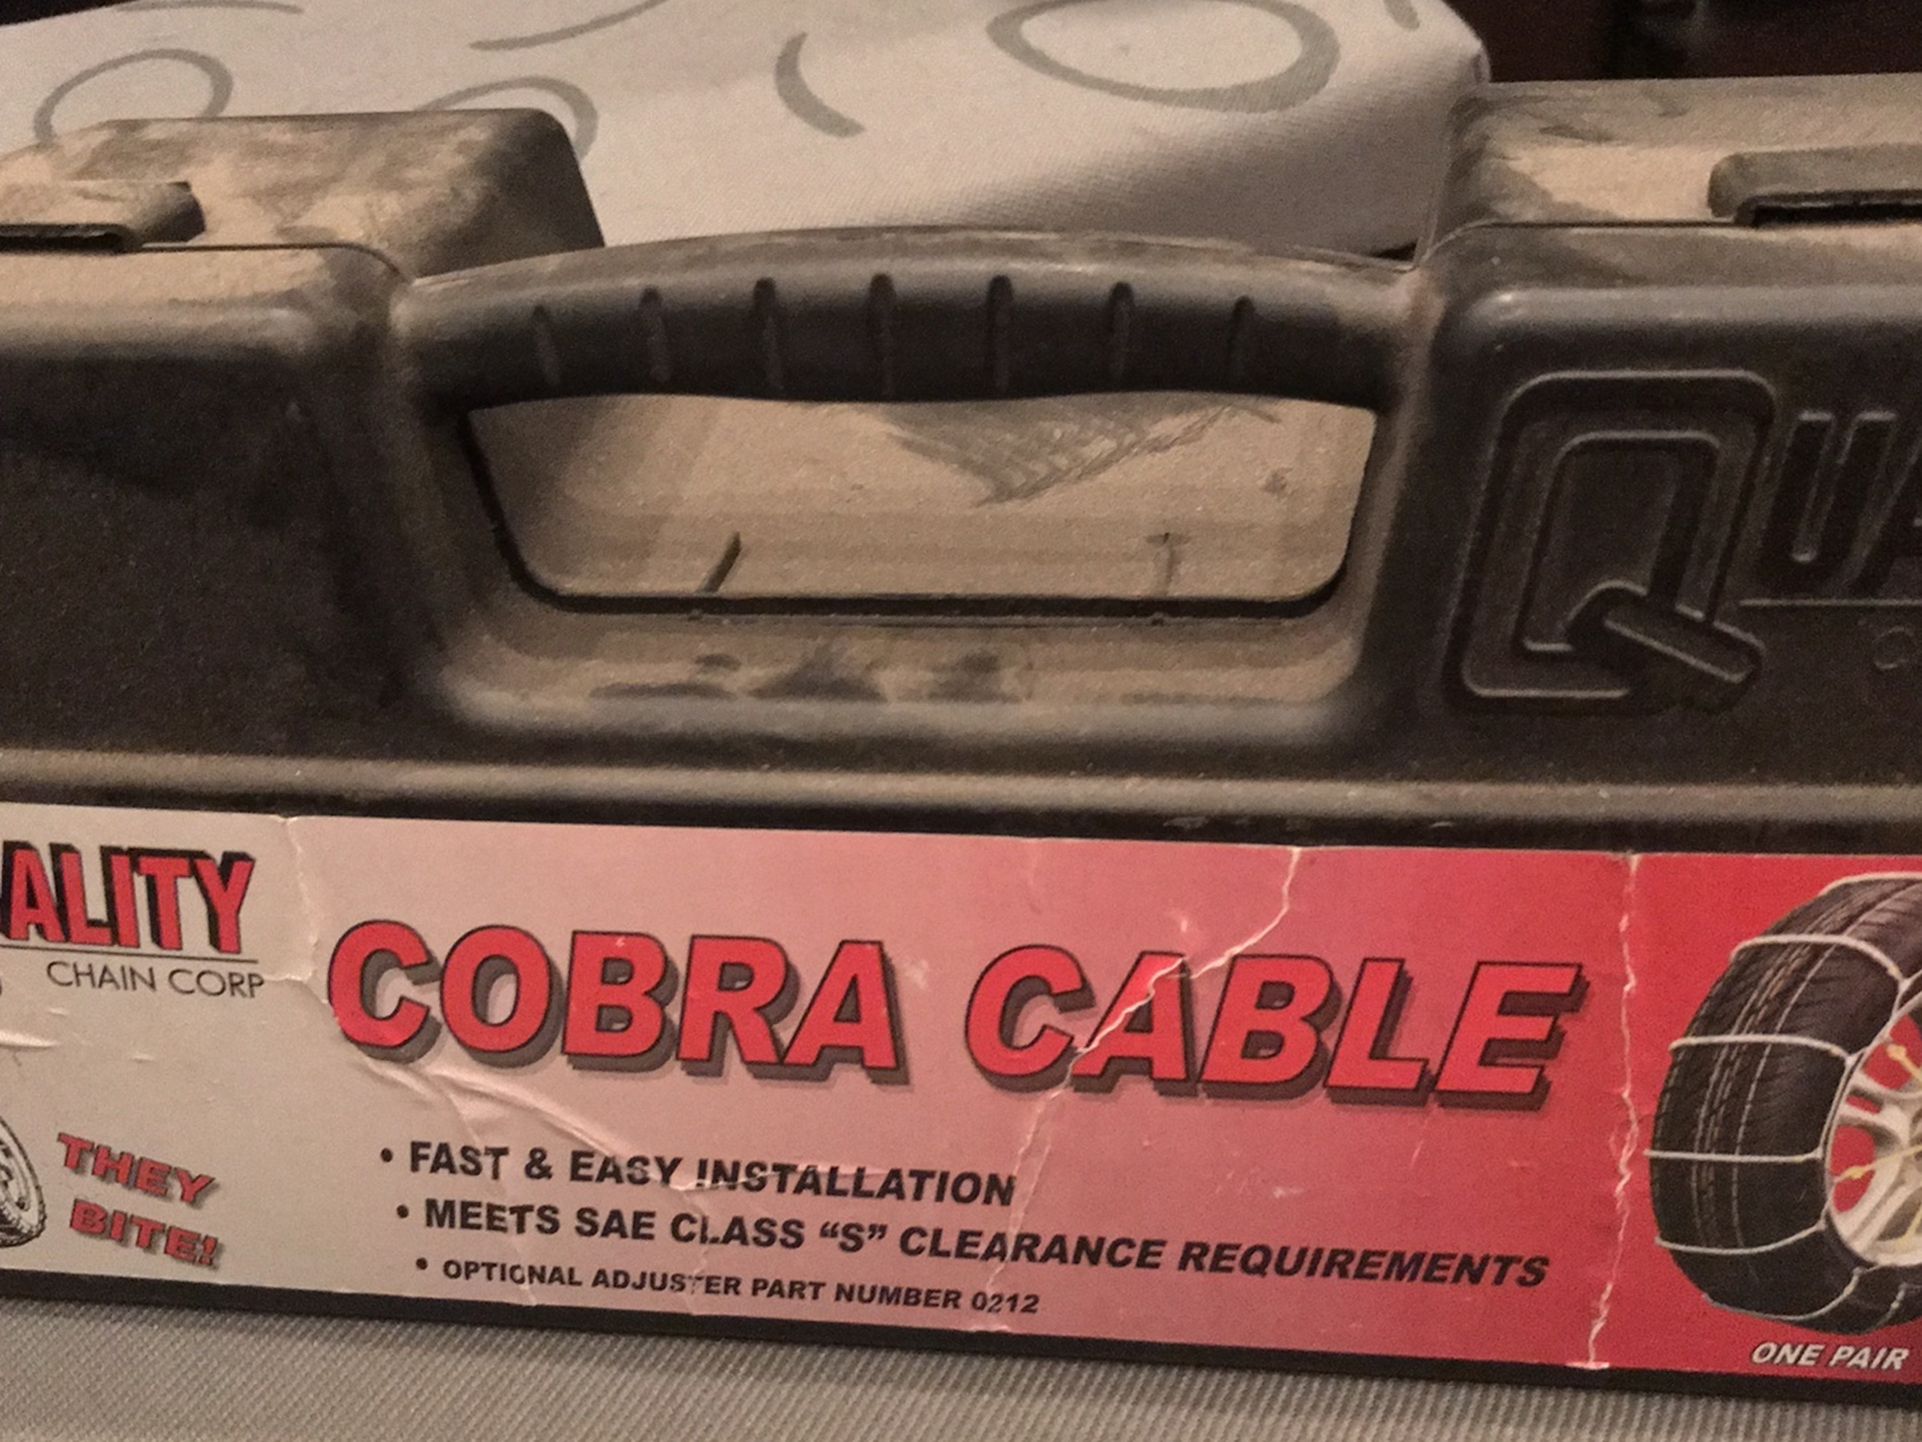 QUA
ALITY
CHAIN CORP
COBRA CABLE
THEY
BITE!
• FAST & EASY INSTALLATION
• MEETS SAE CLASS “S” CLEARANCE REQUIREMENTS
• OPTIONAL ADJUSTER PART NUMBER 0212
ONE PAIR